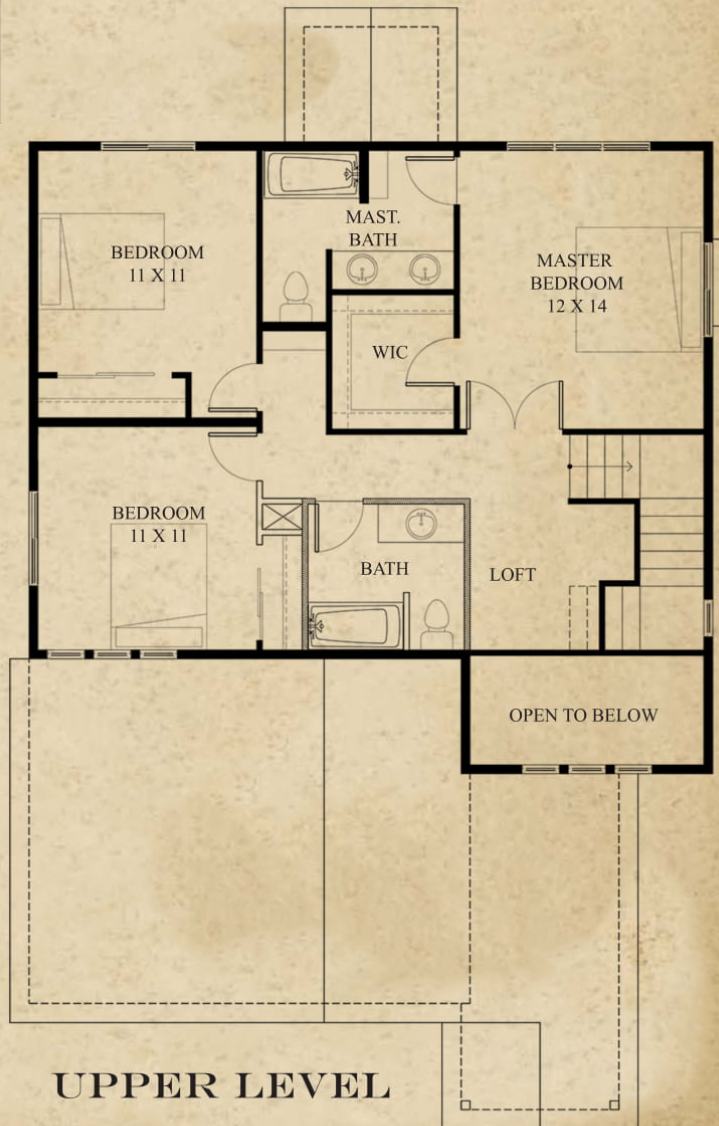 MAST.
BATH
BEDROOM
11 X 11
MASTER
BEDROOM
12 X 14
WIC
BEDROOM
11 X 11
BATH
LOFT
OPEN TO BELOW
UPPER LEVEL